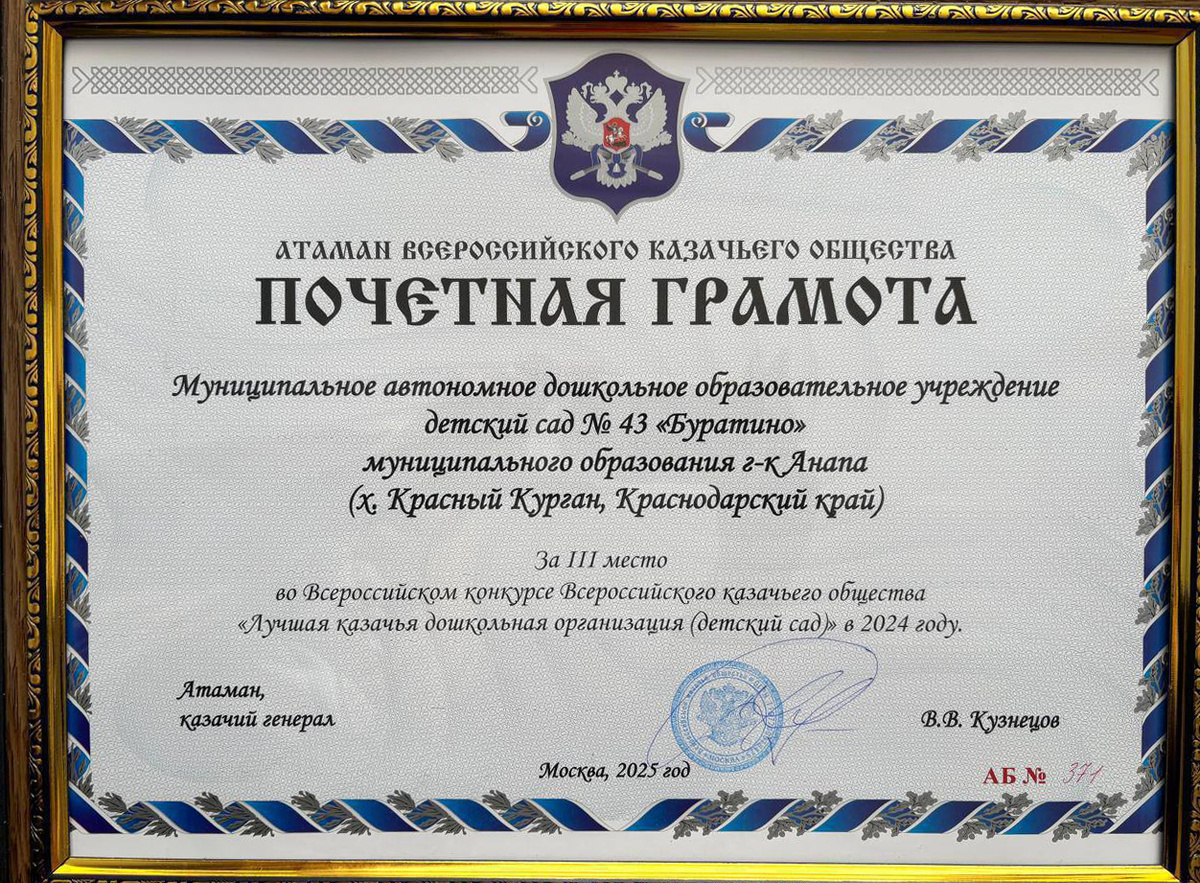 АТАМАН ВСЕРОССИЙСКОГО КАЗАЧЬЕГО ОБЩЕСТВА
ПОЧЕТНАЯ ГРАМОТА
Муниципальное автономное дошкольное образовательное учреждение
детский сад № 43 «Буратино»
муниципального образования г-к Анапа
(х. Красный Курган, Краснодарский край)
За III место
во Всероссийском конкурсе Всероссийского казачьего общества
«Лучшая казачья дошкольная организация (детский сад)» в 2024 году.
Атаман,
казачий генерал
В.В. Кузнецов
Москва, 2025 год
АБ № 371